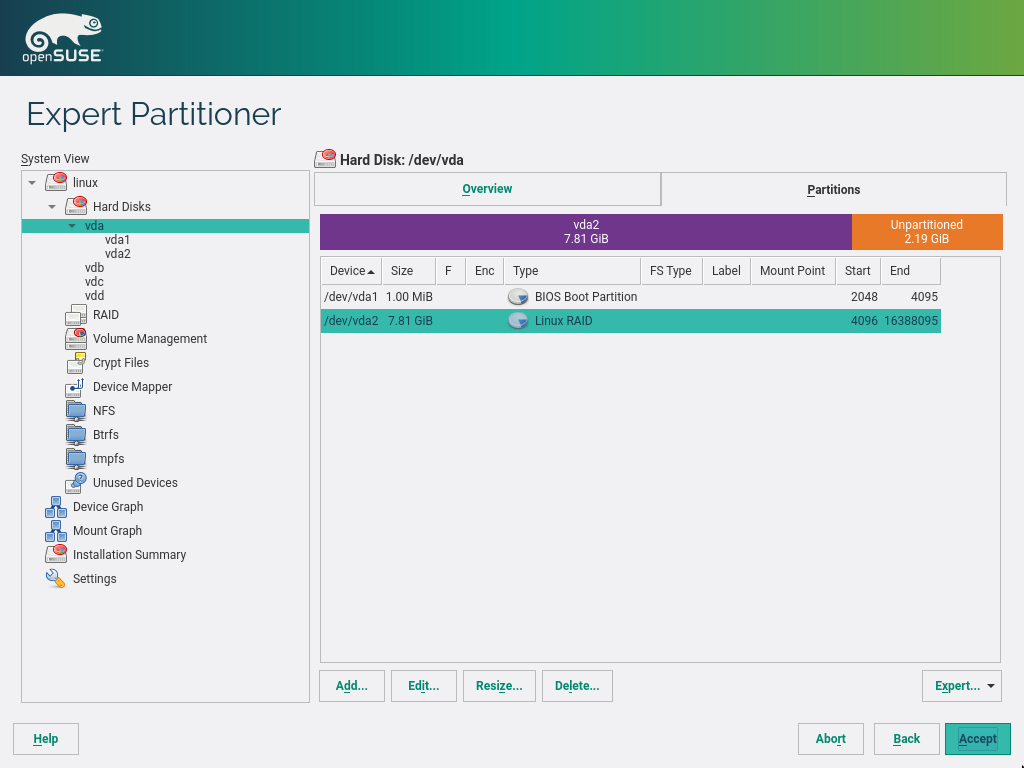 openSUSE
Expert Partitioner
System View
linux
Hard Disks
vda
vda1
vda2
vdb
vdc
vdd
RAID
Volume Management
Crypt Files
Device Mapper
NFS
Btrfs
tmpfs
Unused Devices
Device Graph
Mount Graph
Installation Summary
Settings
Hard Disk: /dev/vda
Overview Partitions
vda2 Unpartitioned
7.81 GiB 2.19 GiB
Device Size F Enc Type FS Type Label Mount Point Start End
/dev/vda1 1.00 MiB BIOS Boot Partition 2048 4095
/dev/vda2 7.81 GiB Linux RAID 4096 16388095
Add... Edit... Resize... Delete... Expert...
Help Abort Back Accept